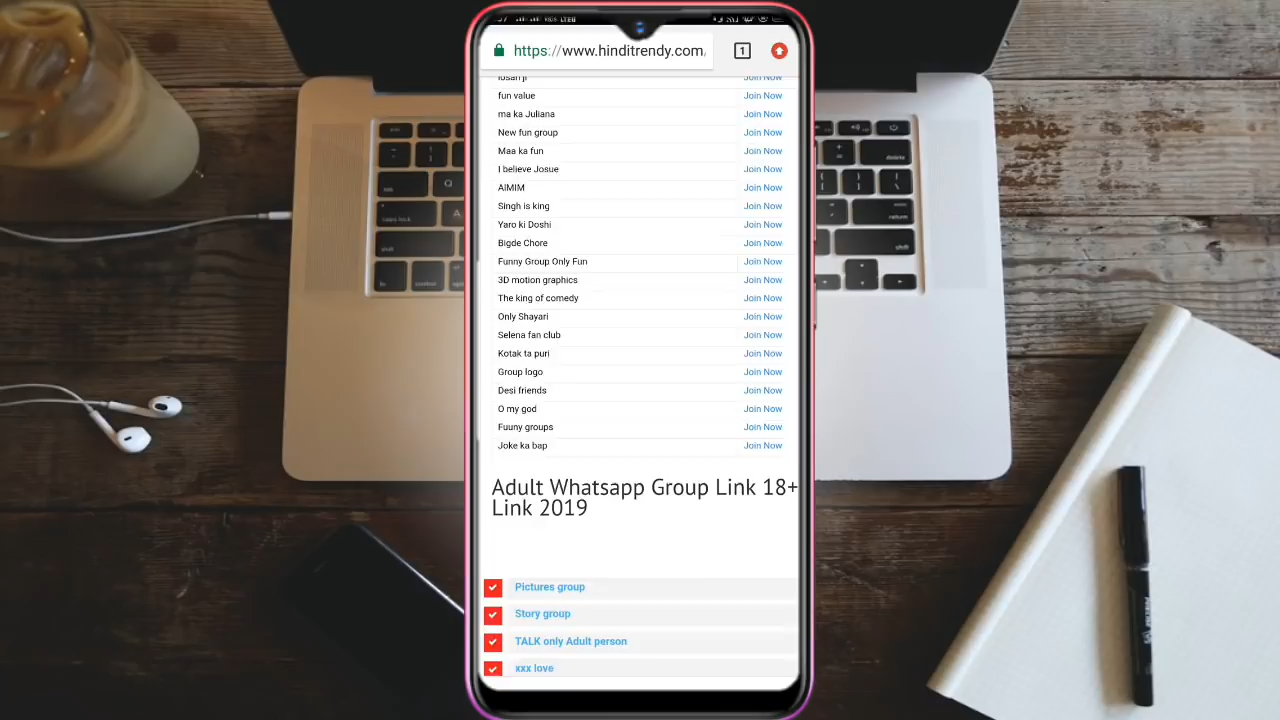 https://www.hinditrendy.com/
Join Now
fun value Join Now
ma ka Juliana Join Now
New fun group Join Now
Maa ka fun Join Now
I believe Josue Join Now
AIMIM Join Now
Singh is king Join Now
Yaro ki Doshi Join Now
Bigde Chore Join Now
Funny Group Only Fun Join Now
3D motion graphics Join Now
The king of comedy Join Now
Only Shayari Join Now
Selena fan club Join Now
Kotak ta puri Join Now
Group logo Join Now
Desi friends Join Now
O my god Join Now
Fuuny groups Join Now
Joke ka bap Join Now
Adult Whatsapp Group Link 18+
Link 2019
Pictures group
Story group
TALK only Adult person
xxx love